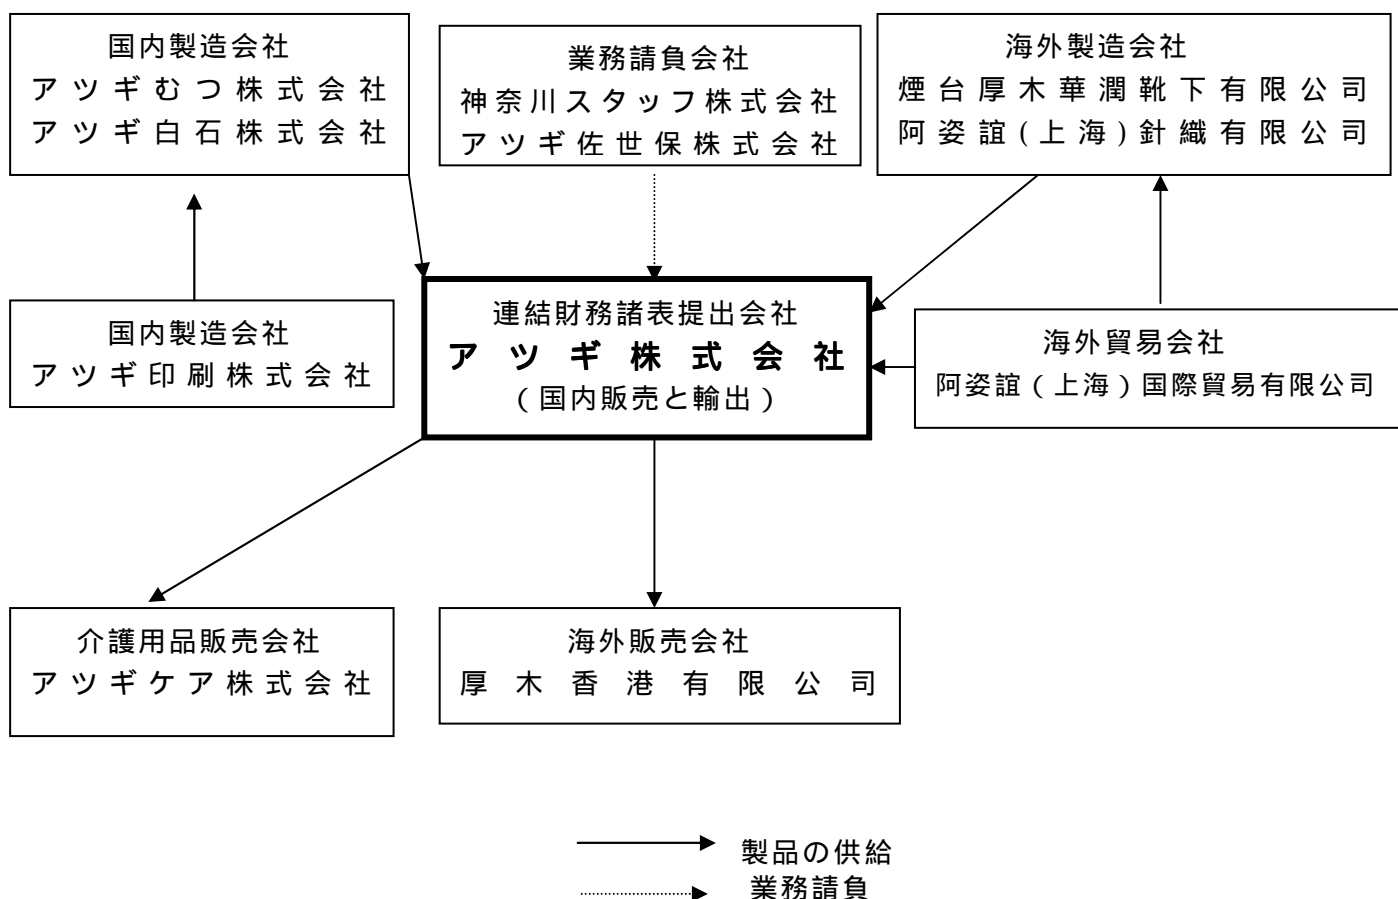 国内製造会社
アツギむつ株式会社
アツギ白石株式会社
業務請負会社
神奈川スタッフ株式会社
アツギ佐世保株式会社
海外製造会社
煙台厚木華潤靴下有限公司
阿姿誼(上海)針織有限公司
国内製造会社
アツギ印刷株式会社
連結財務諸表提出会社
アツギ株式会社
(国内販売と輸出)
海外貿易会社
阿姿誼(上海)国際貿易有限公司
介護用品販売会社
アツギケア株式会社
海外販売会社
厚木香港有限公司
製品の供給
業務請負